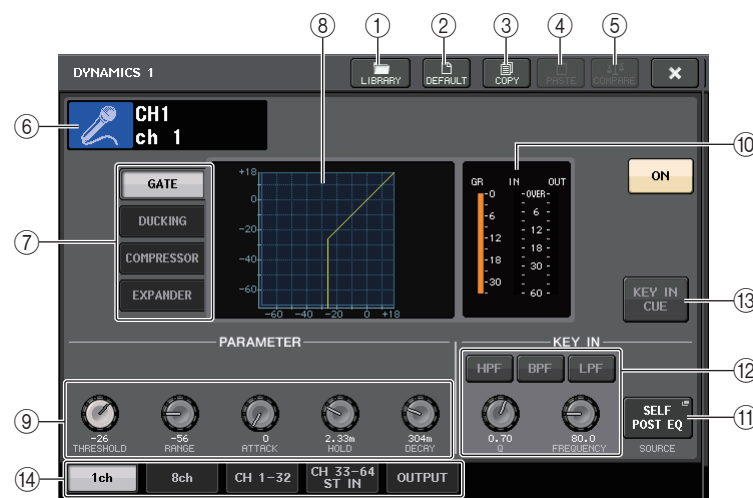 ⑧ ① ② ③ ④ ⑤
DYNAMICS 1
LIBRARY DEFAULT COPY PASTE COMPARE ×
⑥ CH1
ch 1
⑦ GATE
DUCKING
COMPRESSOR
EXPANDER
+18
0
-20
-40
-60
-60 -40 -20 0 +18
⑩
GR IN OUT
0 OVER
6 6
12 12
18 18
30 30
60
ON
KEY IN
CUE
⑬
PARAMETER KEY IN
HPF BPF LPF ⑫
⑨
-26 -56 0 2.33m 304m 0.70 80.0
THRESHOLD RANGE ATTACK HOLD DECAY Q FREQUENCY
SELF
POST EQ
SOURCE
⑪
⑭ 1ch 8ch CH 1-32 CH 33-64
ST IN OUTPUT